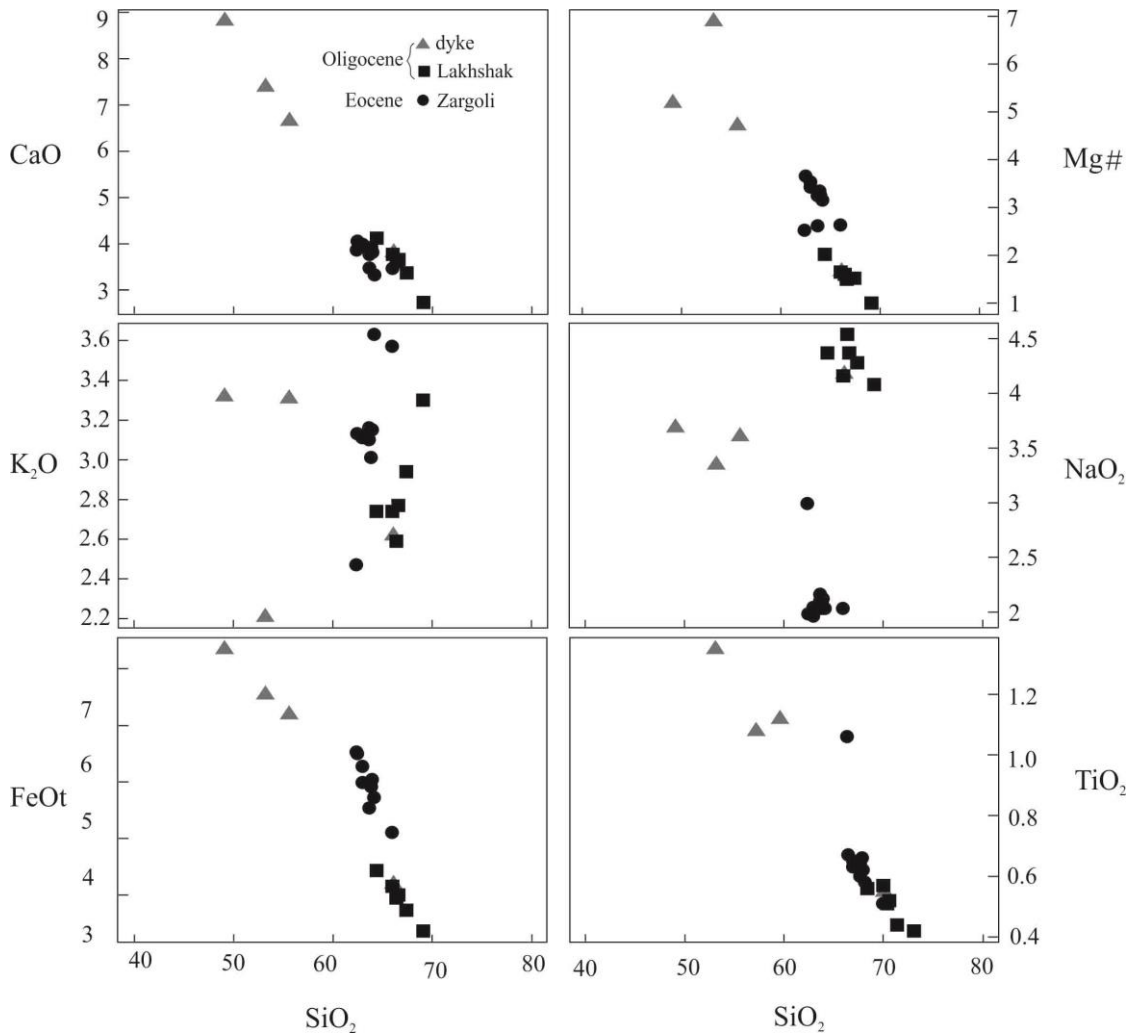 9
8
7
6
5
4
3
CaO
dyke
Oligocene
Lakhshak
Eocene Zargoli
7
6
5
4
3
2
1
Mg#
3.6
3.4
3.2
3.0
2.8
2.6
2.4
2.2
K₂O
4.5
4
3.5
3
2.5
2
NaO₂
7
6
5
4
3
FeOt
1.2
1.0
0.8
0.6
0.4
TiO₂
40 50 60 70 80
SiO₂
40 50 60 70 80
SiO₂